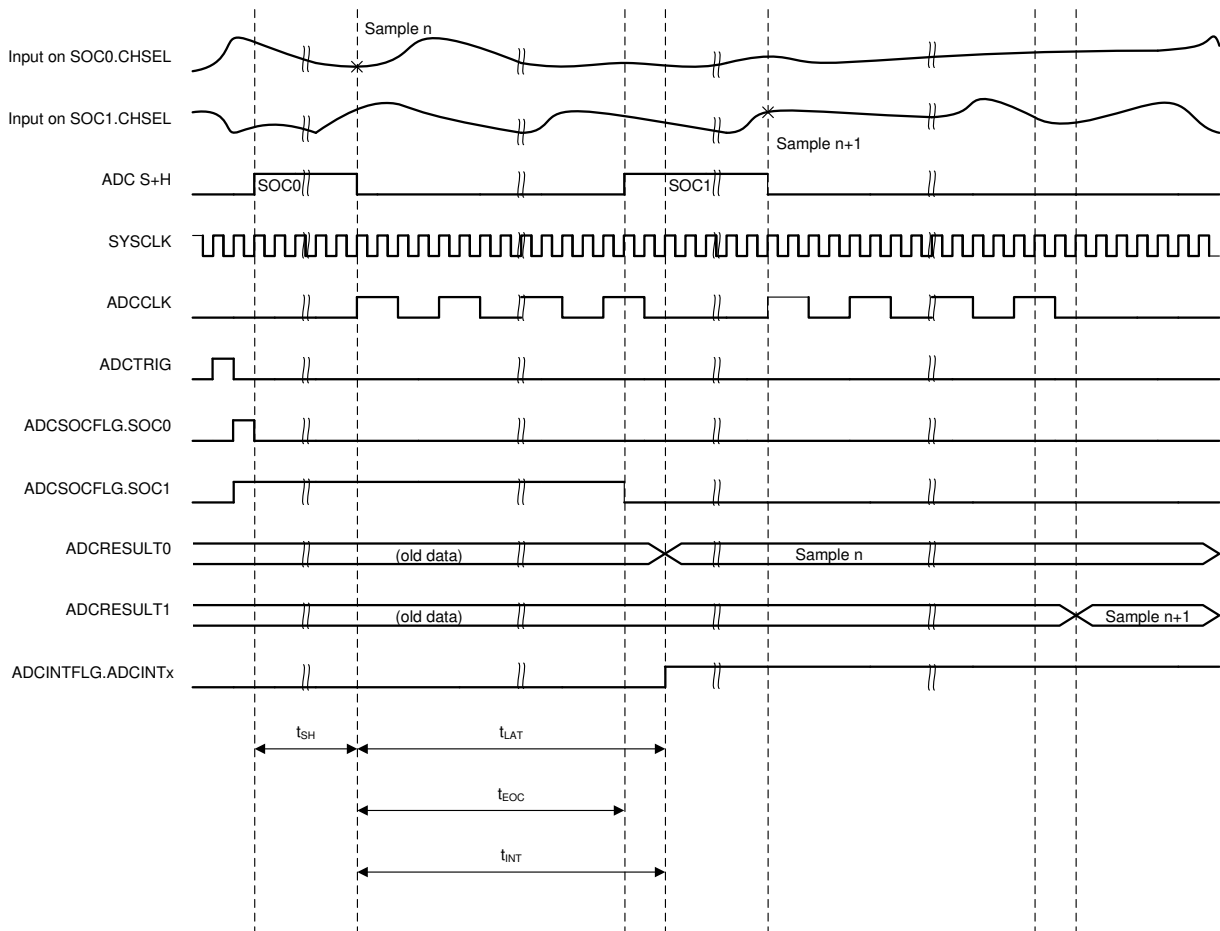 Sample n
Input on SOC0.CHSEL
Input on SOC1.CHSEL
Sample n+1
ADC S+H
SOC0
SOC1
SYSCLK
ADCCLK
ADCTRIG
ADCSOCFLG.SOC0
ADCSOCFLG.SOC1
ADCRESULT0
(old data)
Sample n
ADCRESULT1
(old data)
Sample n+1
ADCINTFLG.ADCINTx
tSH
tLAT
tEOC
tINT